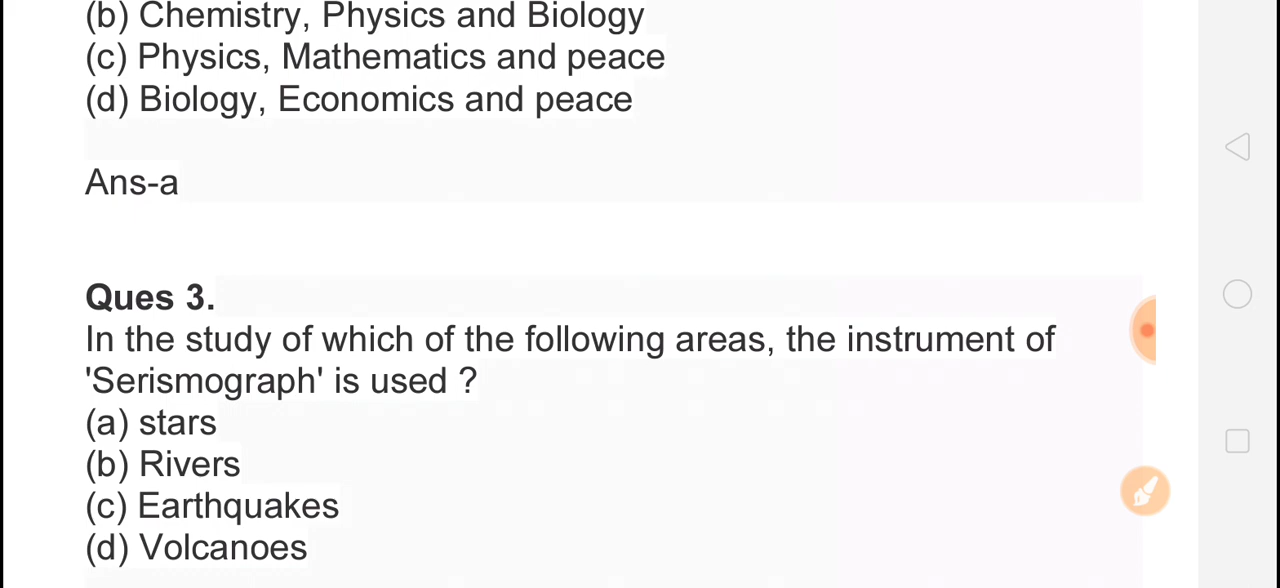 (b) Chemistry, Physics and Biology
(c) Physics, Mathematics and peace
(d) Biology, Economics and peace
Ans-a
Ques 3.
In the study of which of the following areas, the instrument of
'Serismograph' is used ?
(a) stars
(b) Rivers
(c) Earthquakes
(d) Volcanoes